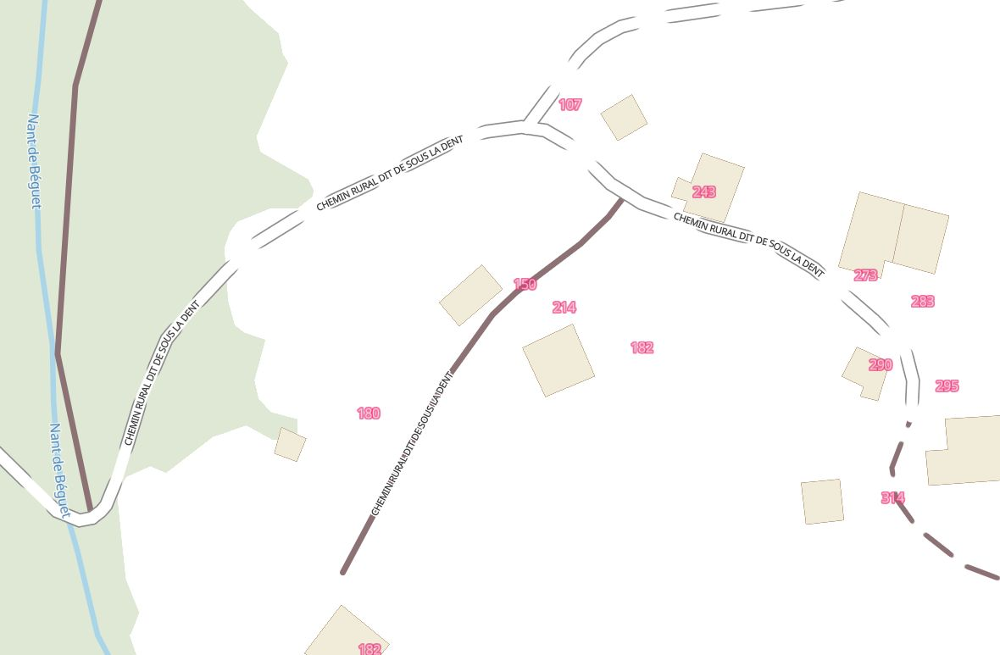 107
Nant de Béguet
CHEMIN RURAL DIT DE SOUS LA DENT
243
CHEMIN RURAL DIT DE SOUS LA DENT
273
150
283
214
CHEMIN RURAL DIT DE SOUS LA DENT
182
290
295
180
CHEMIN RURAL DIT DE SOUS LA DENT
Nant de Béguet
314
182